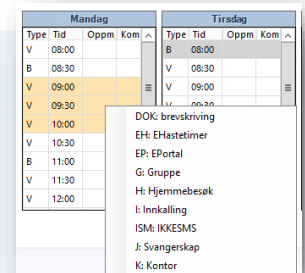 Mandag Tirsdag
Type Tid Oppm Kom Type Tid Oppm Kom
V 08:00 B 08:00
B 08:30 V 08:30
V 09:00 V 09:00
V 09:30 V 09:30
V 10:00
V 10:30
B 11:00
V 11:30
V 12:00
DOK: brevskriving
EH: EHastetimer
EP: EPortal
G: Gruppe
H: Hjemmebesøk
I: Innkalling
ISM: IKKESMS
J: Svangerskap
K: Kontor